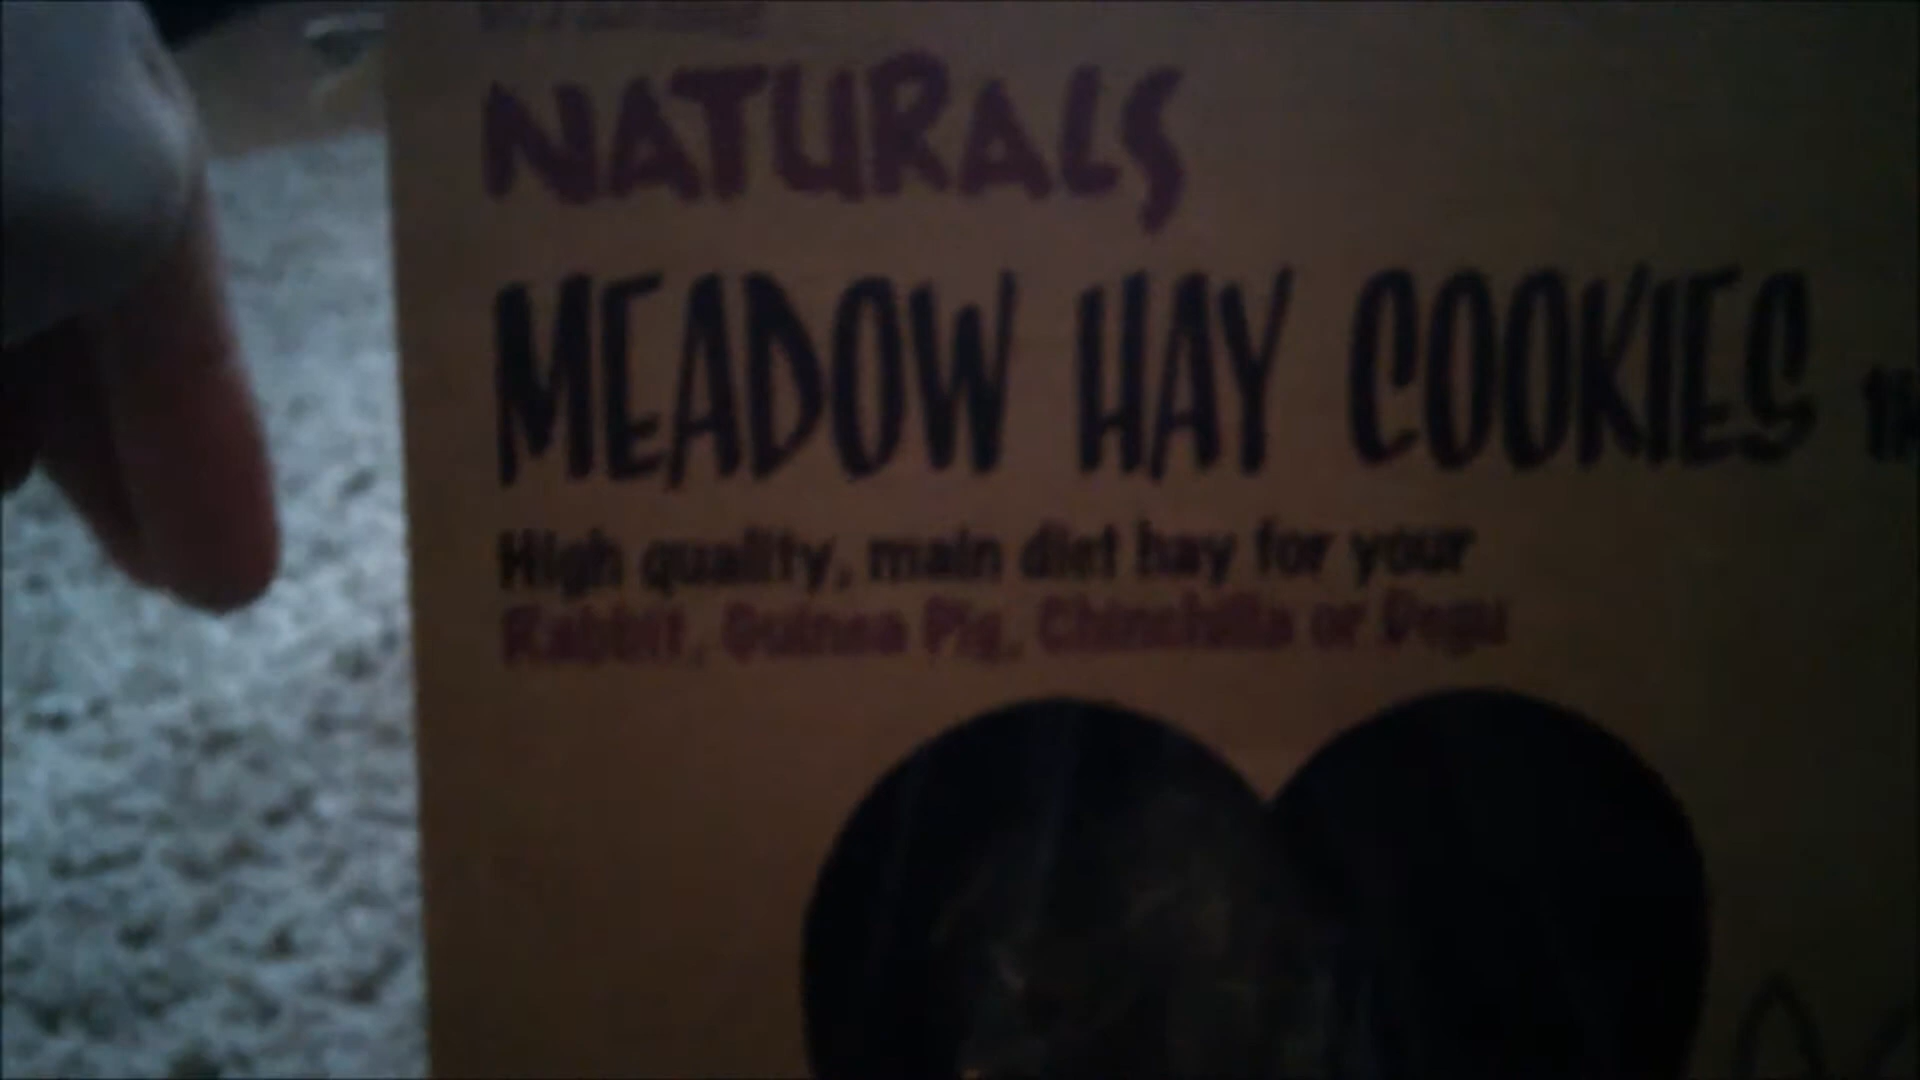 NATURALS
MEADOW HAY COOKIES
High quality, main diet hay for your
Rabbit, Guinea Pig, Chinchilla or Degu